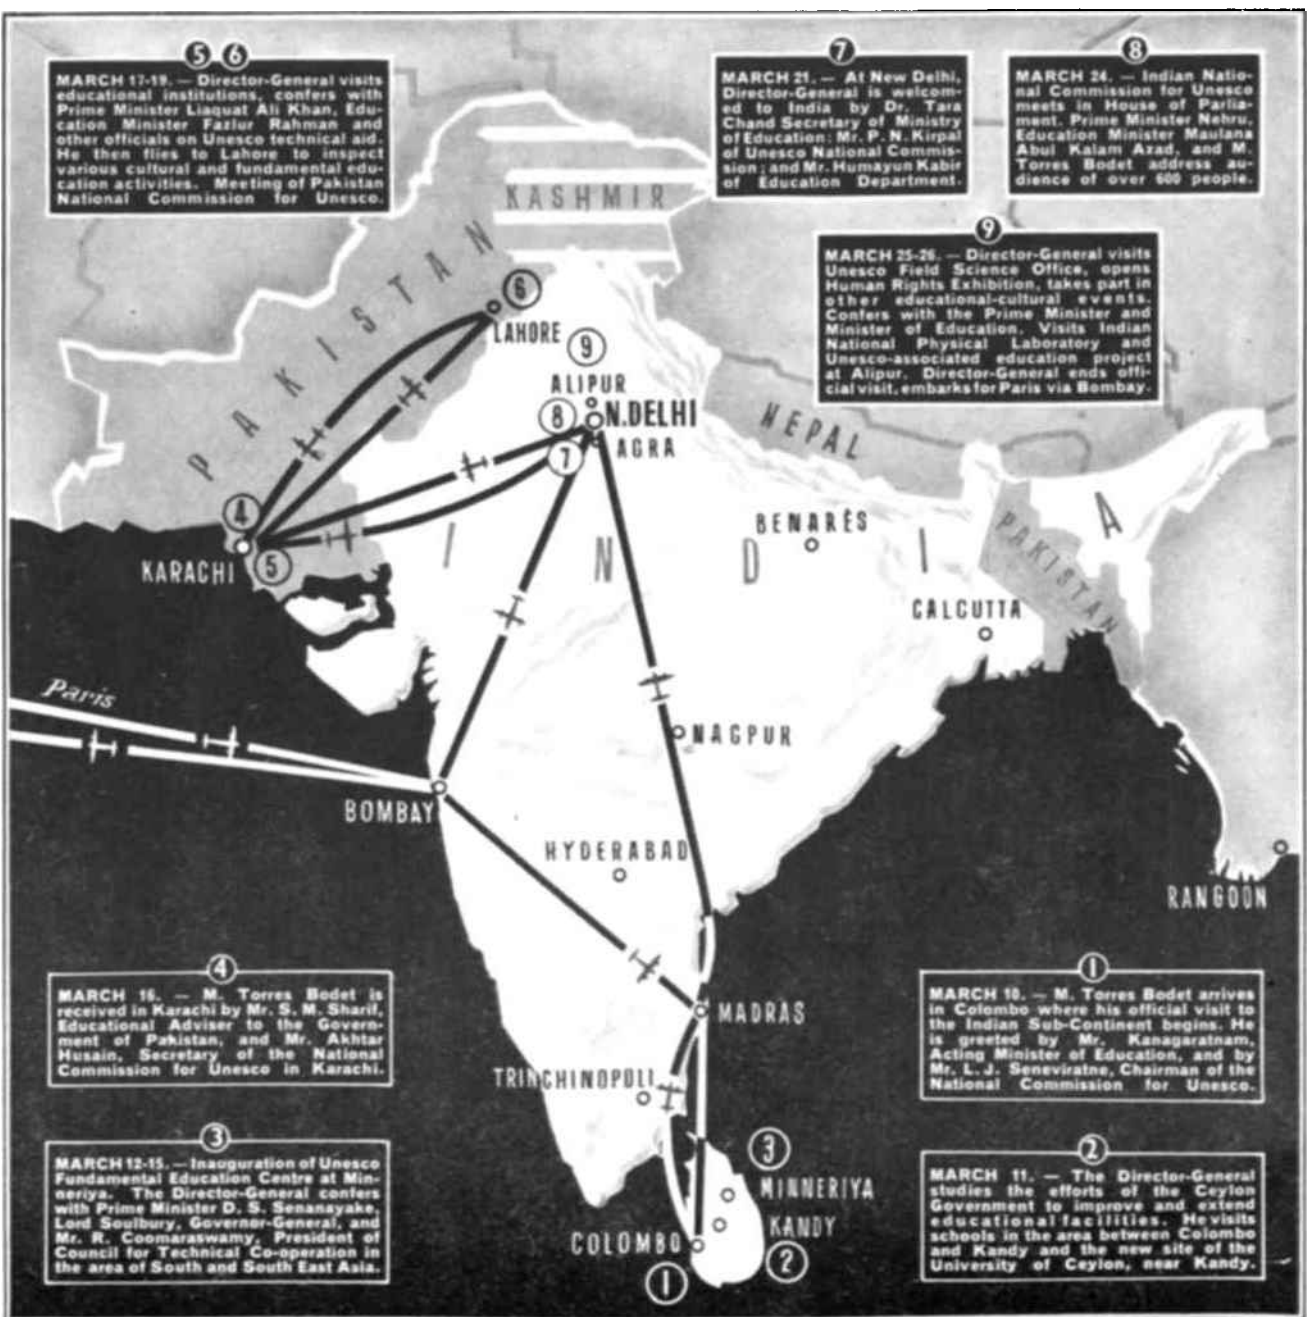 5 6
MARCH 17-19. — Director-General visits
educational institutions, confers with
Prime Minister Liaquat Ali Khan, Edu-
cation Minister Fazlur Rahman and
other officials on Unesco technical aid.
He then flies to Lahore to inspect
various cultural and fundamental edu-
cation activities. Meeting of Pakistan
National Commission for Unesco.
7
MARCH 21. — At New Delhi,
Director-General is welcom-
ed to India by Dr. Tara
Chand Secretary of Ministry
of Education; Mr. P. N. Kirpal
of Unesco National Commis-
sion; and Mr. Humayun Kabir
of Education Department.
8
MARCH 24. — Indian Natio-
nal Commission for Unesco
meets in House of Parlia-
ment. Prime Minister Nehru,
Education Minister Maulana
Abul Kalam Azad, and M.
Torres Bodet address au-
dience of over 600 people.
9
MARCH 25-26. — Director-General visits
Unesco Field Science Office, opens
Human Rights Exhibition, takes part in
other educational-cultural events.
Confers with the Prime Minister and
Minister of Education. Visits Indian
National Physical Laboratory and
Unesco-associated education project
at Alipur. Director-General ends offi-
cial visit, embarks for Paris via Bombay.
KASHMIR
PAKISTAN
6
LAHORE
9
ALIPUR
8
N.DELHI
7
AGRA
NEPAL
4
KARACHI
5
INDIA
BENARÈS
PAKISTAN
CALCUTTA
Paris
NAGPUR
BOMBAY
HYDERABAD
RANGOON
MADRAS
TRINCHINOPOLI
3
MINNERIYA
KANDY
2
COLOMBO
1
4
MARCH 16. — M. Torres Bodet is
received in Karachi by Mr. S. M. Sharif,
Educational Adviser to the Govern-
ment of Pakistan, and Mr. Akhtar
Husain, Secretary of the National
Commission for Unesco in Karachi.
3
MARCH 12-15. — Inauguration of Unesco
Fundamental Education Centre at Min-
neriya. The Director-General confers
with Prime Minister D. S. Senanayake,
Lord Soulbury, Governor-General, and
Mr. R. Coomaraswamy, President of
Council for Technical Co-operation in
the area of South and South East Asia.
1
MARCH 10. — M. Torres Bodet arrives
in Colombo where his official visit to
the Indian Sub-Continent begins. He
is greeted by Mr. Kanagaratnam,
Acting Minister of Education, and by
Mr. L. J. Seneviratne, Chairman of the
National Commission for Unesco.
2
MARCH 11. — The Director-General
studies the efforts of the Ceylon
Government to improve and extend
educational facilities. He visits
schools in the area between Colombo
and Kandy and the new site of the
University of Ceylon, near Kandy.